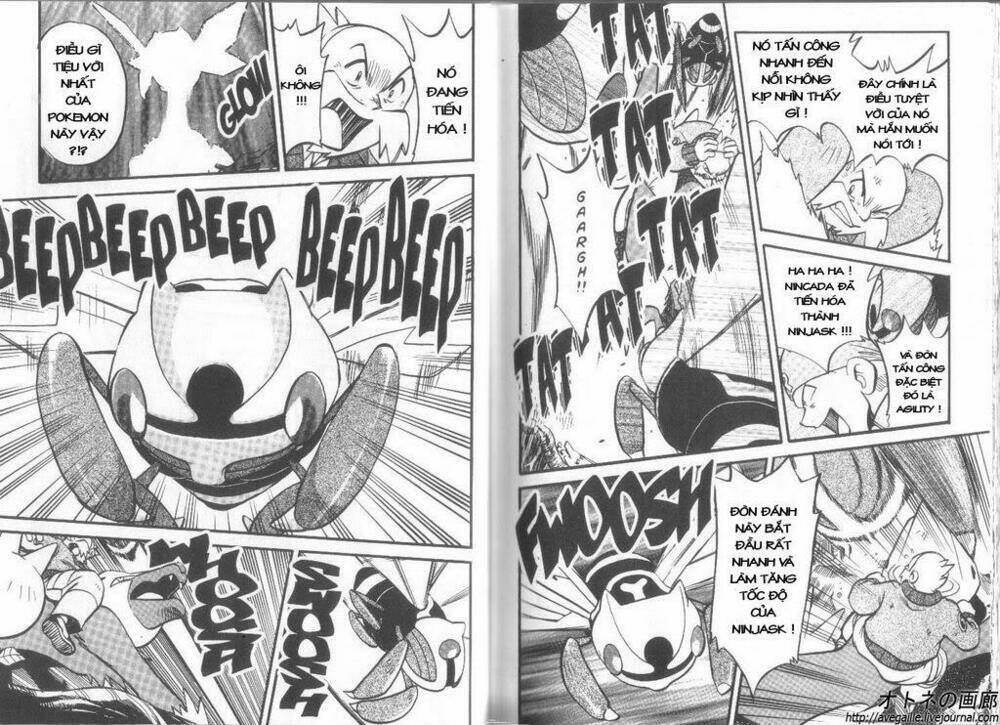 NÓ
ĐANG
TIẾN
HÓA !
ÔI
KHÔNG
!!!
GLOW
ĐIỀU GÌ
TIỆU VỚI
NHẤT
CỦA
POKEMON
NÀY VẬY
?!?
BEEP BEEP BEEP BEEP BEEP
SWOOSH
WHOOA
ĐÂY CHÍNH LÀ
ĐIỀU TUYỆT
VỜI CỦA NÓ
MÀ HẮN MUỐN
NÓI TỚI !
NÓ TẤN CÔNG
NHANH ĐẾN
NỖI KHÔNG
KỊP NHÌN THẤY
GÌ !
TAT
TAT
TAT
TAT
TAT
TAT
GAARGH!!
HA HA HA !
NINCADA ĐÃ
TIẾN HÓA
THÀNH
NINJASK !!!
VÀ ĐÒN
TẤN CÔNG
ĐẶC BIỆT
ĐÓ LÀ
AGILITY !
ĐÒN ĐÁNH
NÀY BẮT
ĐẦU RẤT
NHANH VÀ
LÀM TĂNG
TỐC ĐỘ
CỦA
NINJASK !
FWOOSH
オトネの画廊
http://avegaille.livejournal.com/